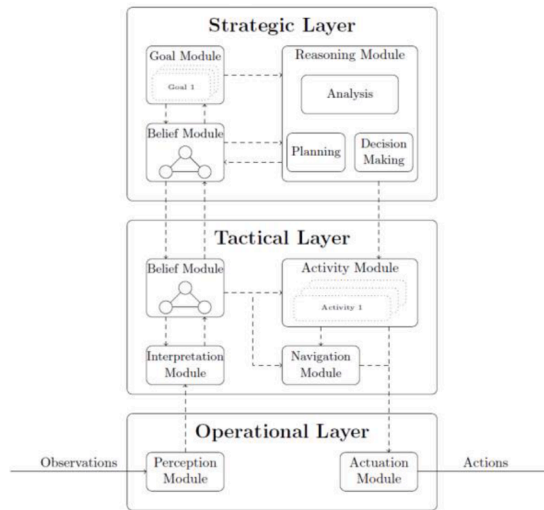 Strategic Layer
Goal Module
Goal 1
Reasoning Module
Analysis
Belief Module
Planning
Decision
Making
Tactical Layer
Belief Module
Activity Module
Activity 1
Interpretation
Module
Navigation
Module
Operational Layer
Observations
Perception
Module
Actuation
Module
Actions